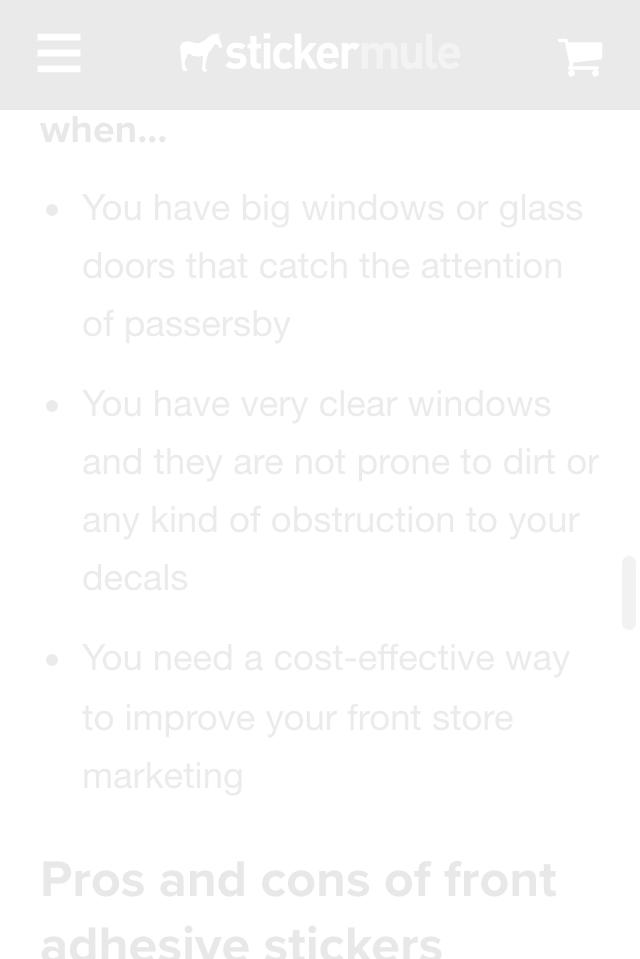 stickermule
when...
• You have big windows or glass
doors that catch the attention
of passersby
• You have very clear windows
and they are not prone to dirt or
any kind of obstruction to your
decals
• You need a cost-effective way
to improve your front store
marketing
Pros and cons of front
adhesive stickers